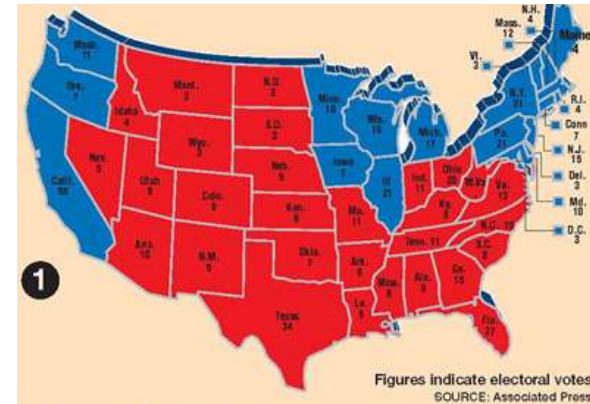 N.H.
4
Mass.
12
Maine
4
Vt.
3
Wash.
11
Ore.
7
Idaho
4
Mont.
3
N.D.
3
Minn.
10
Wis.
10
Mich.
17
N.Y.
31
R.I.
4
Conn
7
N.J.
15
Del.
3
Md.
10
D.C.
3
S.D.
3
Wyo.
3
Nev.
5
Utah
5
Calif.
55
Colo.
9
Neb.
5
Iowa
7
Ill
21
Ind.
11
Ohio
20
Pa.
21
W.Va
Va.
13
Kan.
6
Mo.
11
Ky.
8
Tenn. 11
N.C. 15
S.C.
8
Ariz.
10
N.M.
5
Okla.
7
Ark.
6
Miss.
6
Ala.
9
Ga.
15
Texas
34
La.
9
Fla.
27
1
Figures indicate electoral votes
SOURCE: Associated Press